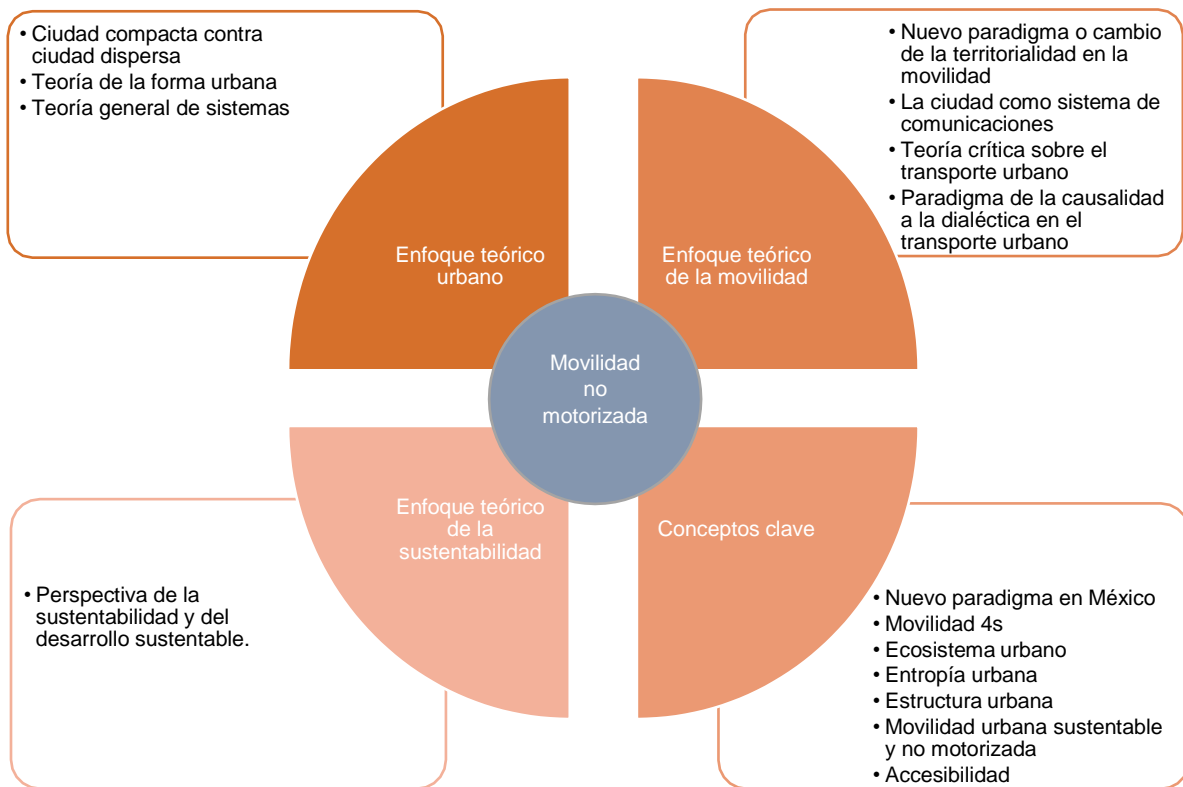 • Ciudad compacta contra
ciudad dispersa
• Teoría de la forma urbana
• Teoría general de sistemas
• Nuevo paradigma o cambio
de la territorialidad en la
movilidad
• La ciudad como sistema de
comunicaciones
• Teoría crítica sobre el
transporte urbano
• Paradigma de la causalidad
a la dialéctica en el
transporte urbano
Enfoque teórico
urbano
Enfoque teórico
de la movilidad
Movilidad
no
motorizada
Enfoque teórico
de la
sustentabilidad
Conceptos clave
• Perspectiva de la
sustentabilidad y del
desarrollo sustentable.
• Nuevo paradigma en México
• Movilidad 4s
• Ecosistema urbano
• Entropía urbana
• Estructura urbana
• Movilidad urbana sustentable
y no motorizada
• Accesibilidad